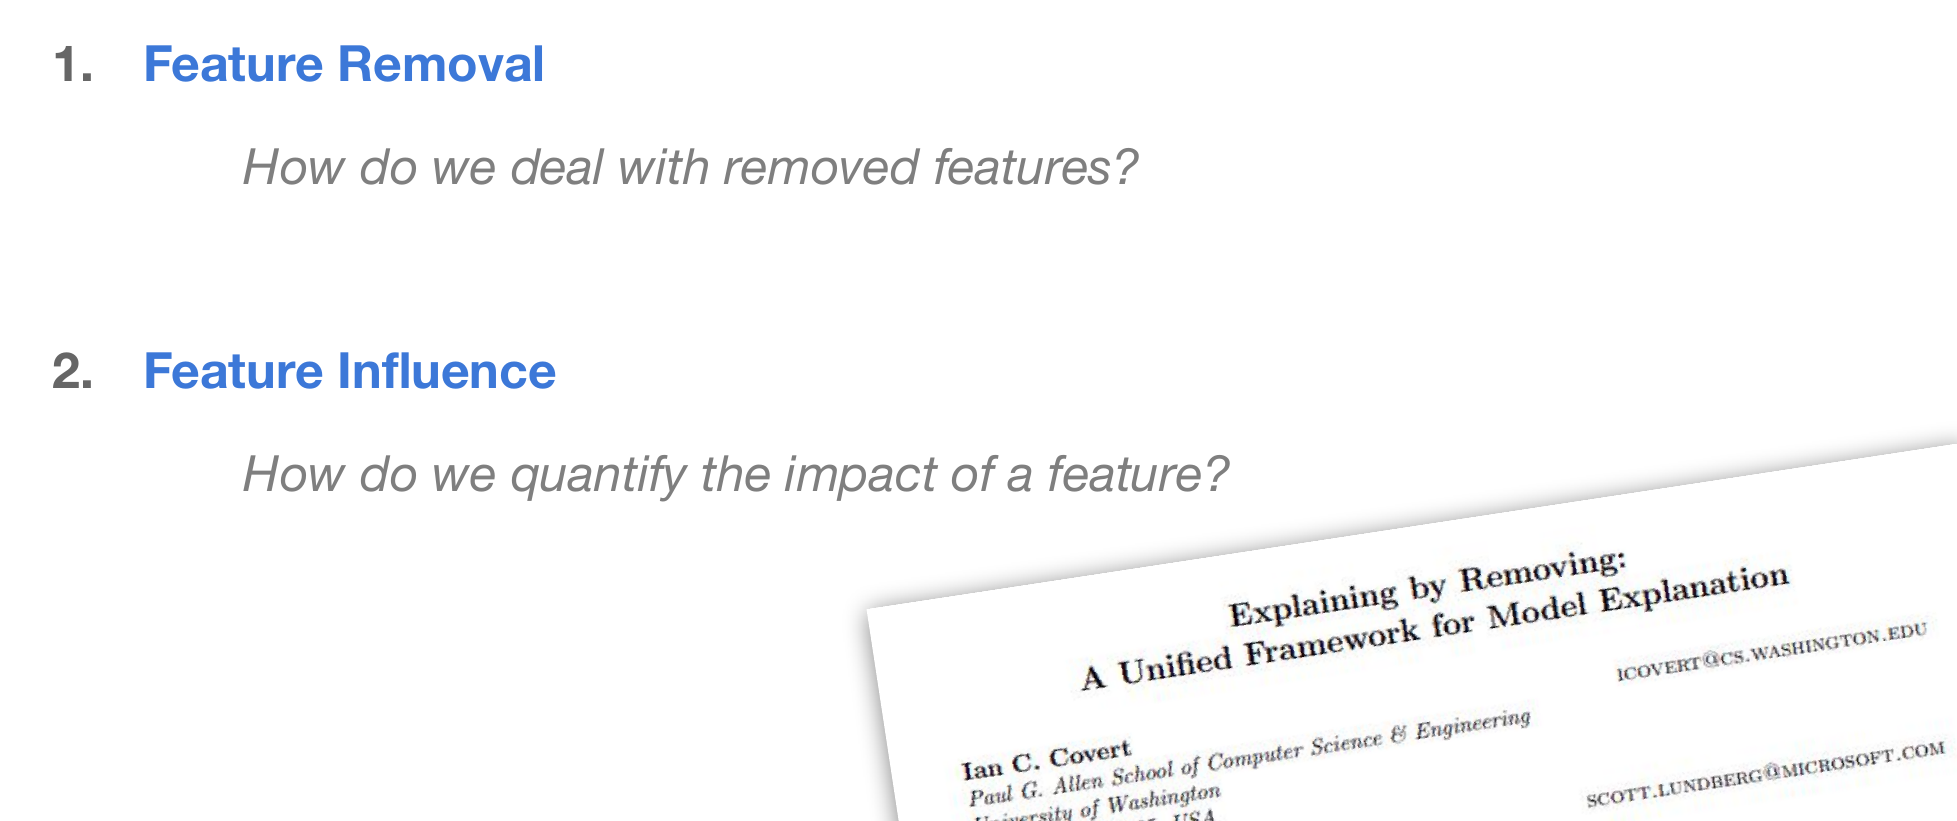 1. Feature Removal
How do we deal with removed features?
2. Feature Influence
How do we quantify the impact of a feature?
Explaining by Removing:
A Unified Framework for Model Explanation
ICOVERT@CS.WASHINGTON.EDU
Ian C. Covert
Paul G. Allen School of Computer Science & Engineering
University of Washington
USA
SCOTT.LUNDBERG@MICROSOFT.COM